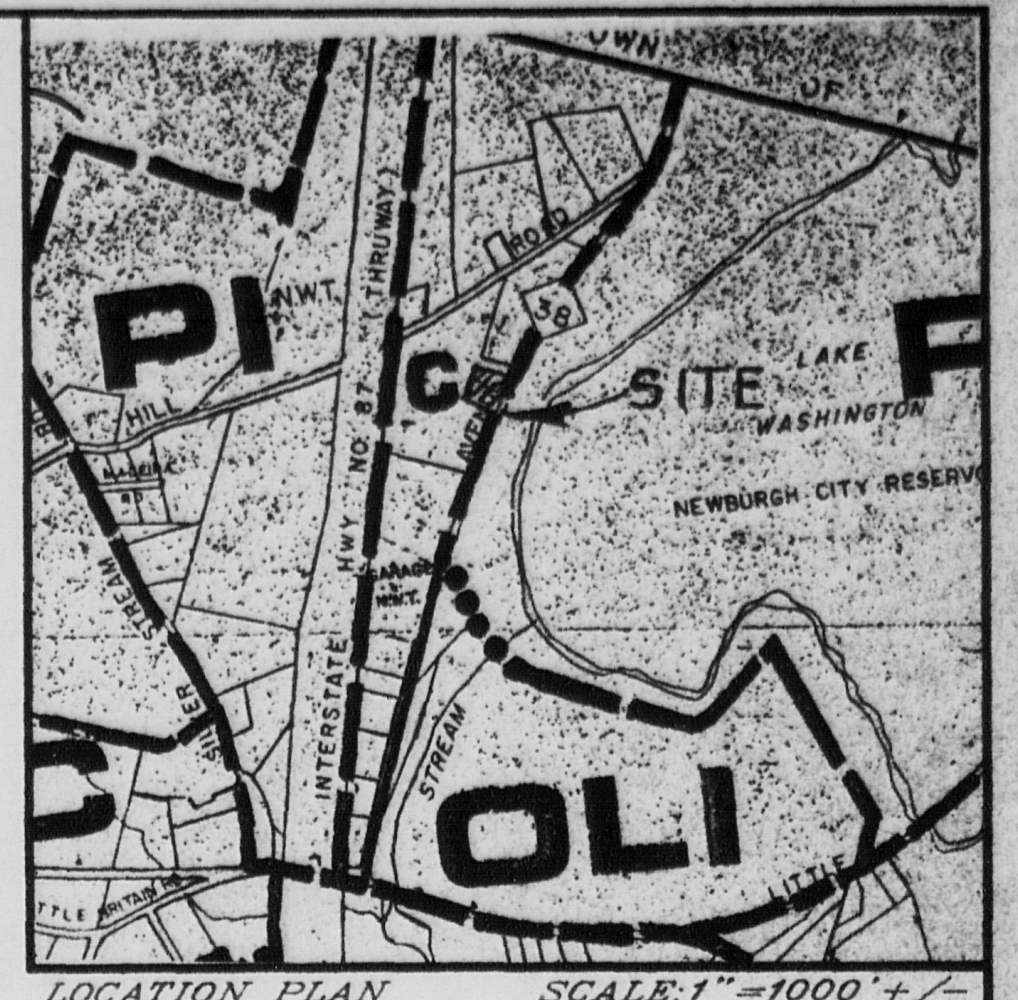 OWN OF
ROAD
(THRUWAY)
PI
N.W.T.
38
LAKE
C
SITE
P
WASHINGTON
HILL
HWY NO. 87
AVE
NEWBURGH CITY RESERVO
GARAGE
N.W.T.
STREAM
SILVER
INTERSTATE
STREAM
C
OLI
LITTLE
TTLE BRITAIN RD
LOCATION PLAN
SCALE: 1"=1000'+/-